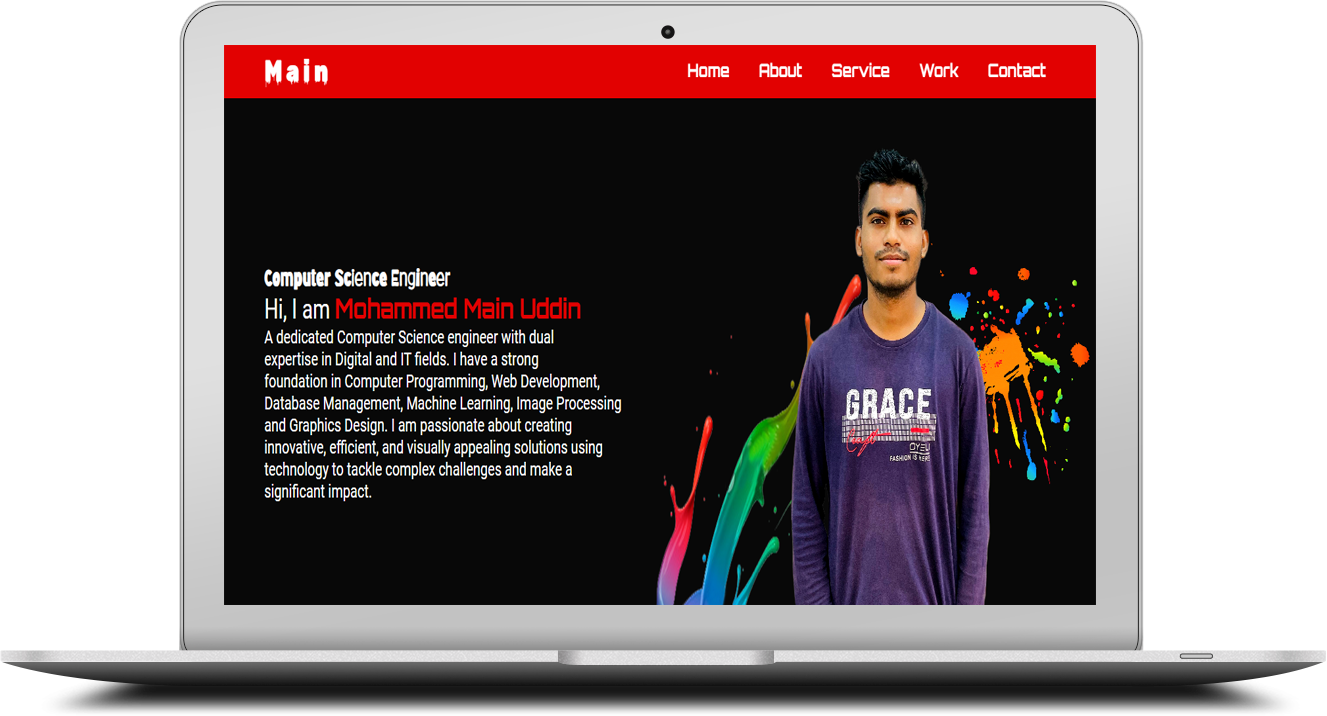 Main
Home About Service Work Contact
Computer Science Engineer
Hi, I am Mohammed Main Uddin
A dedicated Computer Science engineer with dual
expertise in Digital and IT fields. I have a strong
foundation in Computer Programming, Web Development,
Database Management, Machine Learning, Image Processing
and Graphics Design. I am passionate about creating
innovative, efficient, and visually appealing solutions using
technology to tackle complex challenges and make a
significant impact.
GRACE
FASHION IS HERE